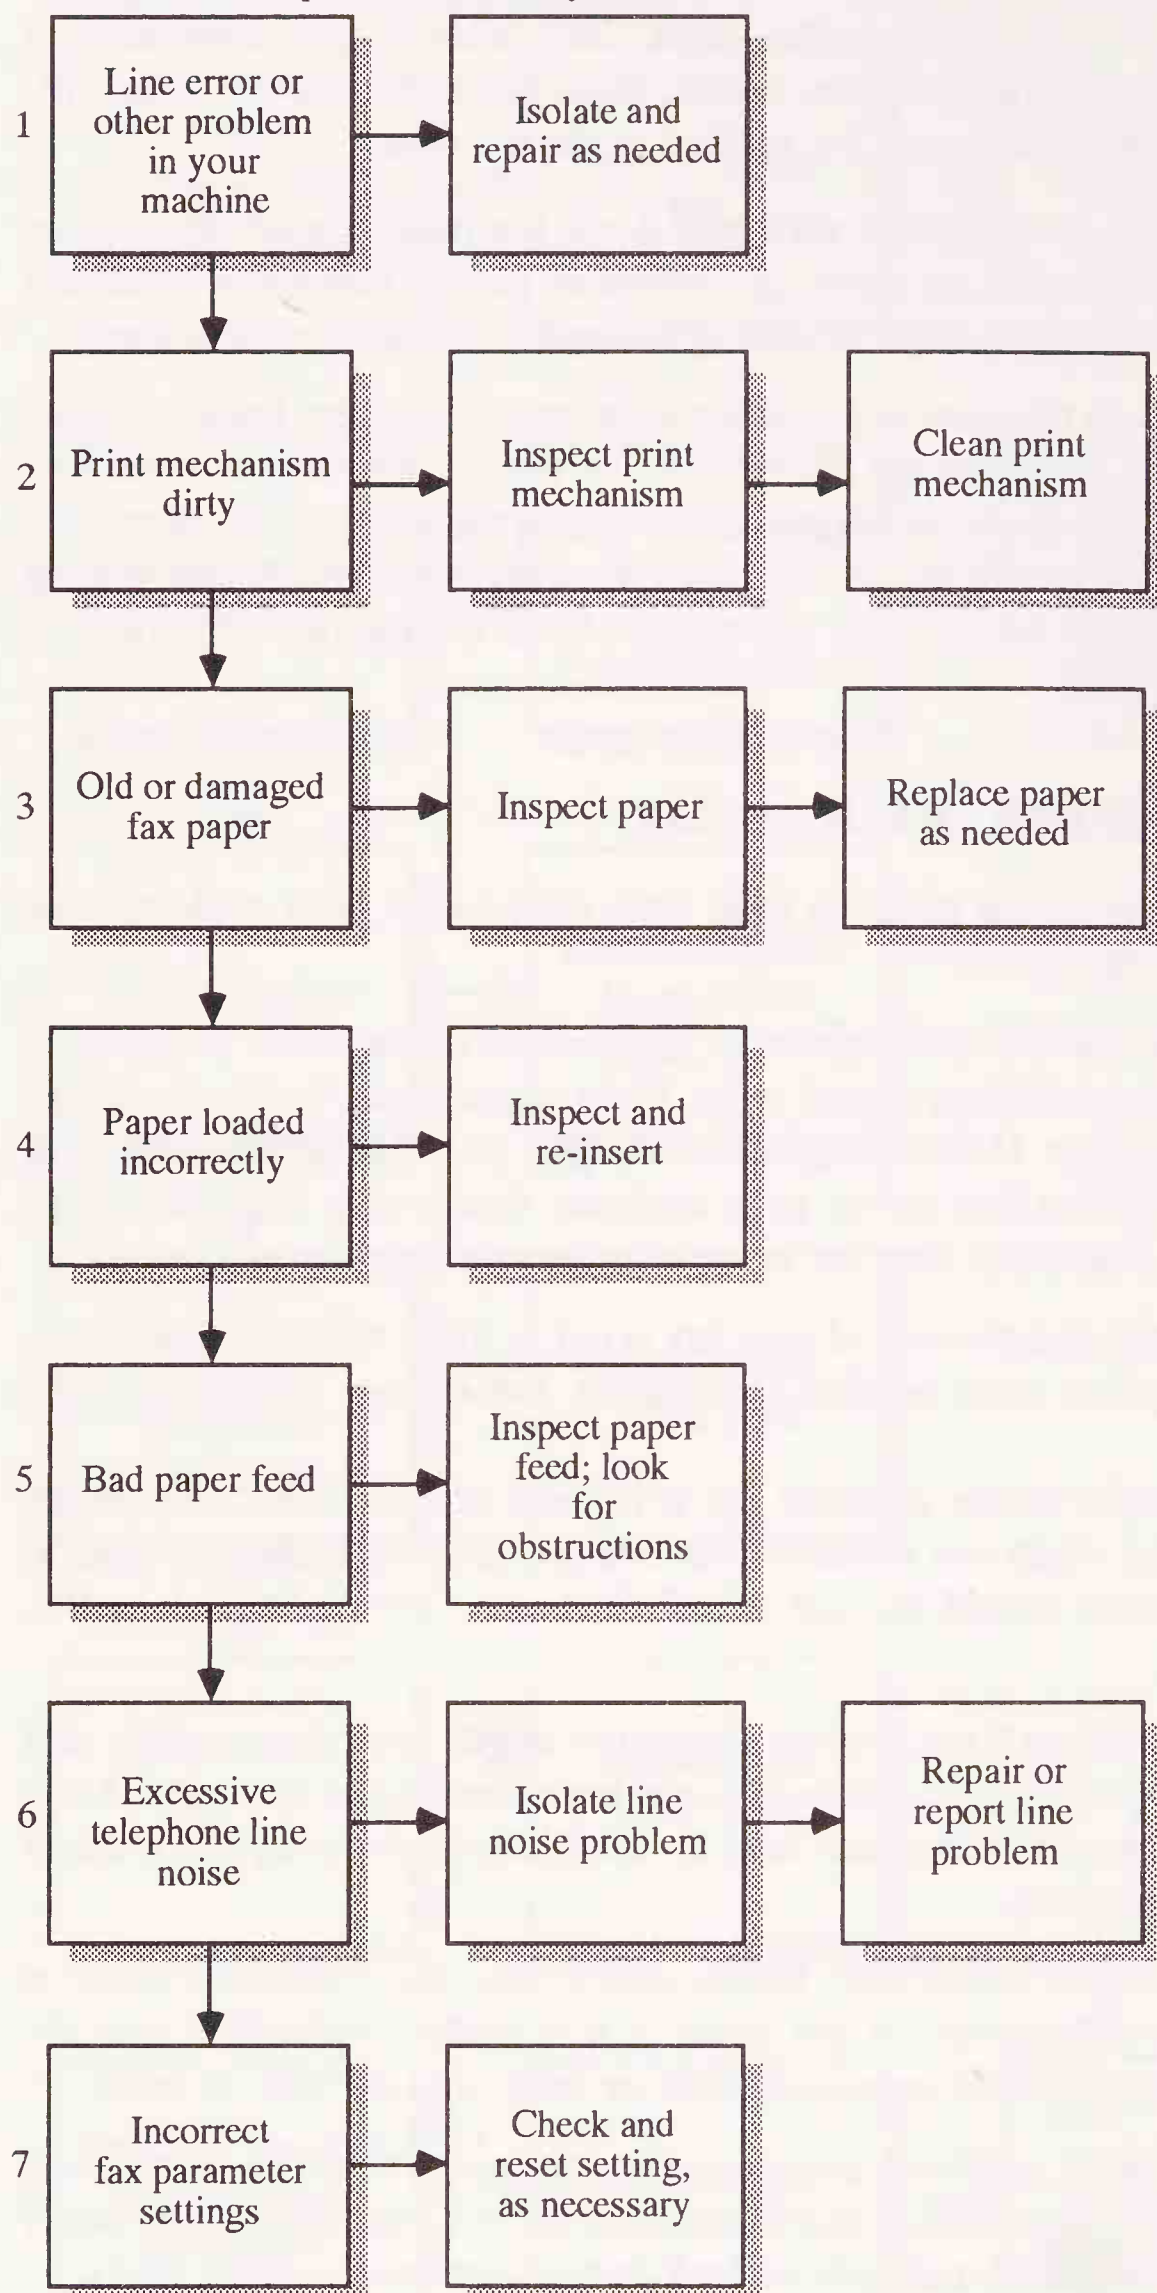 1
Line error or
other problem
in your
machine
Isolate and
repair as needed
2
Print mechanism
dirty
Inspect print
mechanism
Clean print
mechanism
3
Old or damaged
fax paper
Inspect paper
Replace paper
as needed
4
Paper loaded
incorrectly
Inspect and
re-insert
5
Bad paper feed
Inspect paper
feed; look
for
obstructions
6
Excessive
telephone line
noise
Isolate line
noise problem
Repair or
report line
problem
7
Incorrect
fax parameter
settings
Check and
reset setting,
as necessary